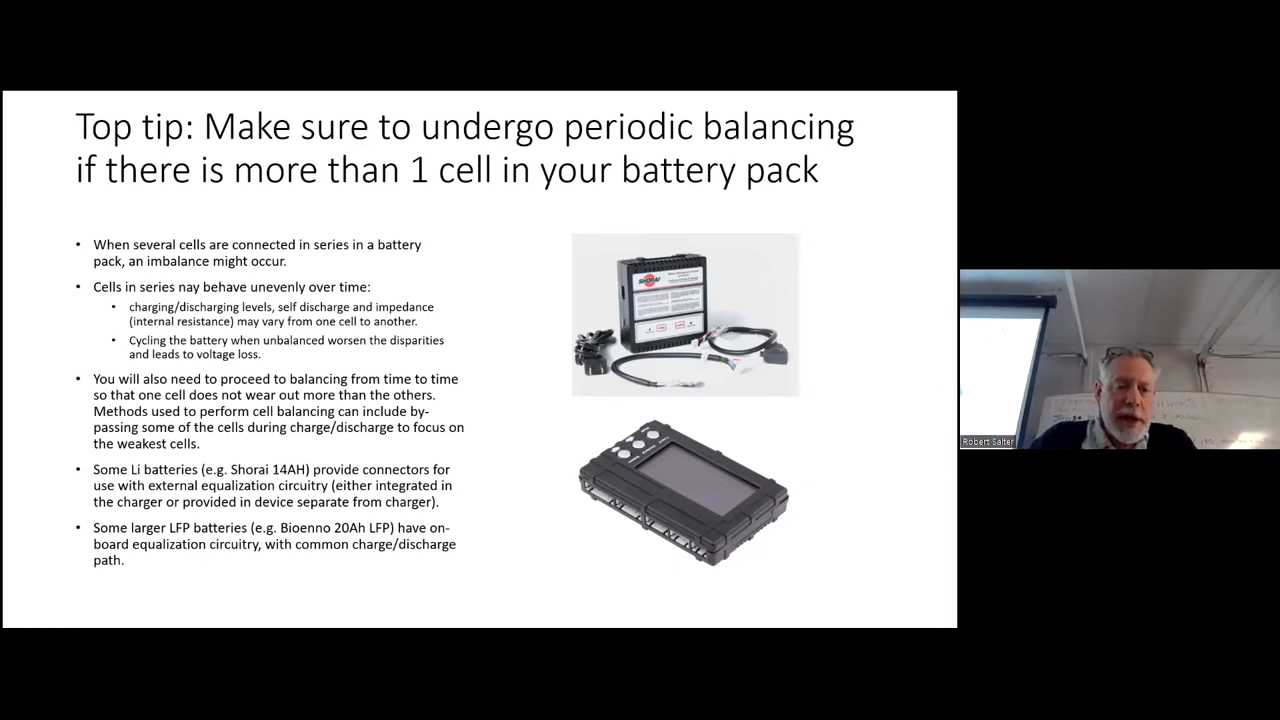 Top tip: Make sure to undergo periodic balancing
if there is more than 1 cell in your battery pack
• When several cells are connected in series in a battery
pack, an imbalance might occur.
• Cells in series nay behave unevenly over time:
• charging/discharging levels, self discharge and impedance
(internal resistance) may vary from one cell to another.
• Cycling the battery when unbalanced worsen the disparities
and leads to voltage loss.
• You will also need to proceed to balancing from time to time
so that one cell does not wear out more than the others.
Methods used to perform cell balancing can include by-
passing some of the cells during charge/discharge to focus on
the weakest cells.
• Some Li batteries (e.g. Shorai 14AH) provide connectors for
use with external equalization circuitry (either integrated in
the charger or provided in device separate from charger).
• Some larger LFP batteries (e.g. Bioenno 20Ah LFP) have on-
board equalization circuitry, with common charge/discharge
path.
SHORAI
Robert Salter